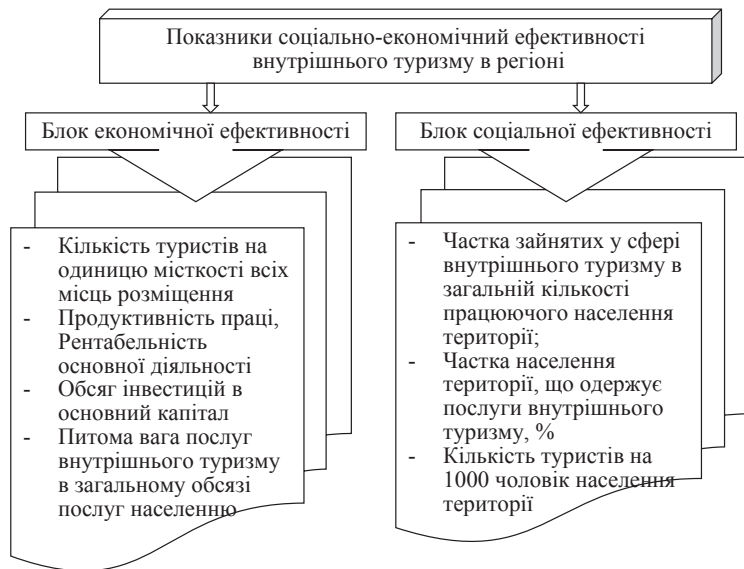 Показники соціально-економічний ефективності
внутрішнього туризму в регіоні
Блок економічної ефективності
- Кількість туристів на
одиницю місткості всіх
місць розміщення
- Продуктивність праці,
Рентабельність
основної діяльності
- Обсяг інвестицій в
основний капітал
- Питома вага послуг
внутрішнього туризму
в загальному обсязі
послуг населенню
Блок соціальної ефективності
- Частка зайнятих у сфері
внутрішнього туризму в
загальній кількості
працюючого населення
території;
- Частка населення
території, що одержує
послуги внутрішнього
туризму, %
- Кількість туристів на
1000 чоловік населення
території